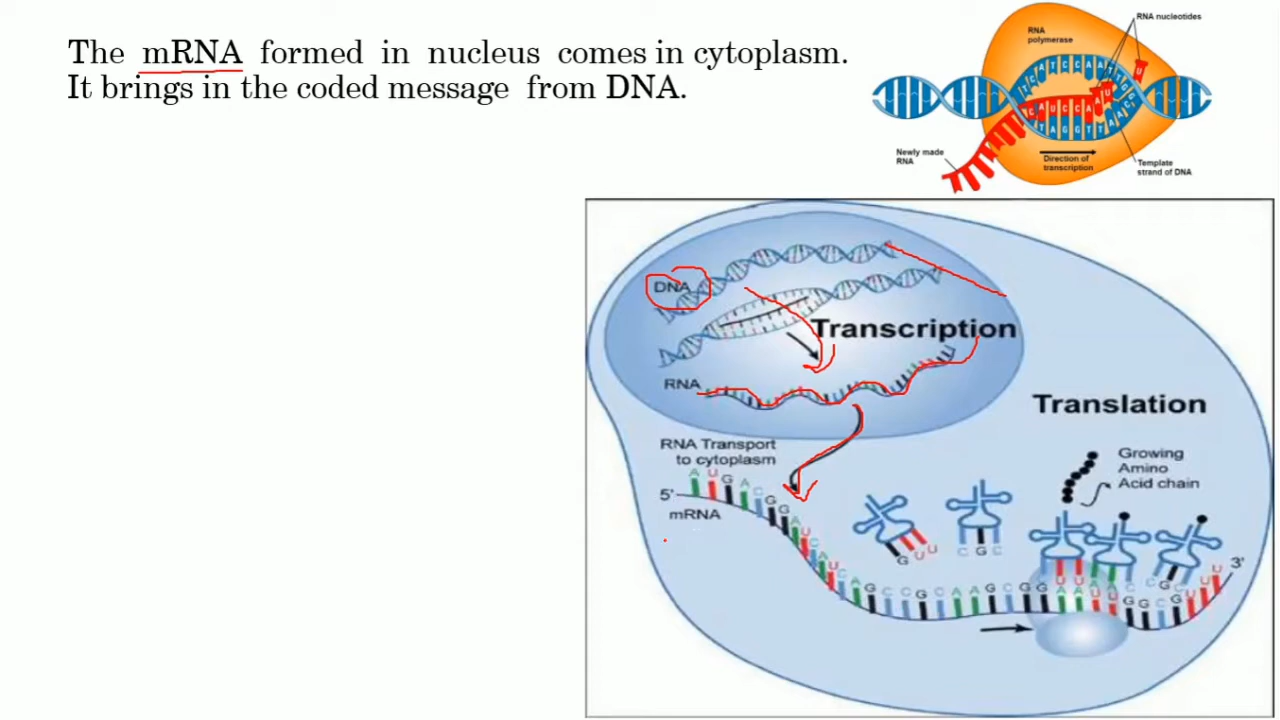 The mRNA formed in nucleus comes in cytoplasm.
It brings in the coded message from DNA.
RNA nucleotides
RNA
polymerase
U
T C A T C C A A T T G G
C A U C C A A U
T A G G T T A A C C
Newly made
RNA
Direction of
transcription
Template
strand of DNA
DNA
Transcription
RNA
Translation
RNA Transport
to cytoplasm
Growing
Amino
Acid chain
5'
A U G A C G G A U C A U C A G C C G C A A G C G G A A U U G G C G U U U
3'
mRNA
G U U
C G C
U U A A C C G C